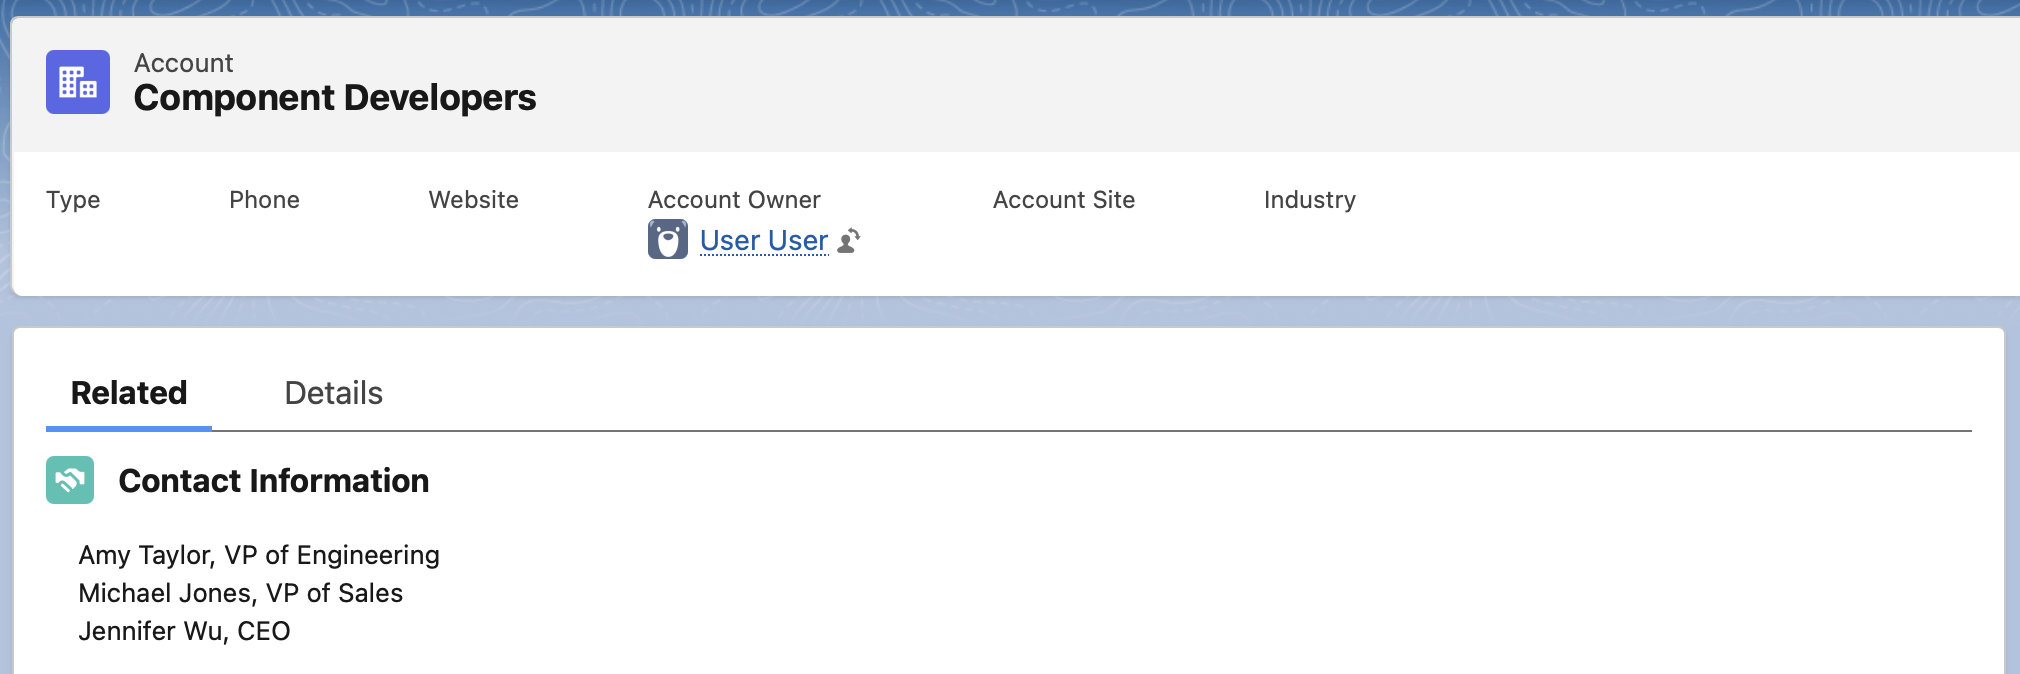 Account
Component Developers
Type Phone Website Account Owner Account Site Industry
User User
Related Details
Contact Information
Amy Taylor, VP of Engineering
Michael Jones, VP of Sales
Jennifer Wu, CEO